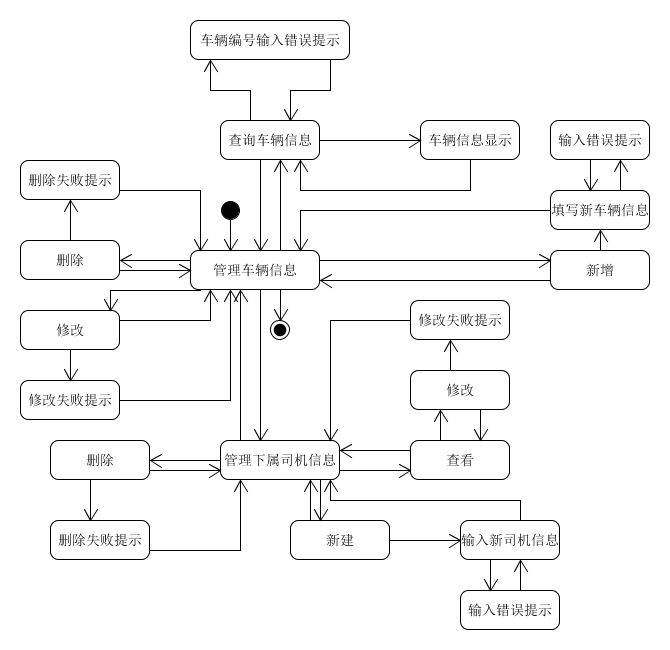 车辆编号输入错误提示
查询车辆信息
车辆信息显示
输入错误提示
删除失败提示
填写新车辆信息
删除
管理车辆信息
新增
修改
修改失败提示
修改
修改失败提示
删除
管理下属司机信息
查看
删除失败提示
新建
输入新司机信息
输入错误提示